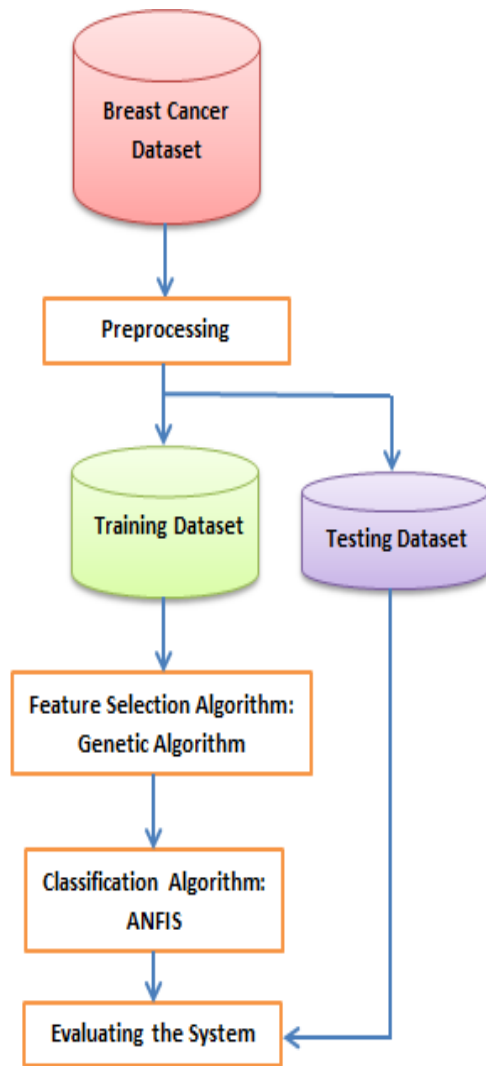 Breast Cancer
Dataset
Preprocessing
Training Dataset
Testing Dataset
Feature Selection Algorithm:
Genetic Algorithm
Classification Algorithm:
ANFIS
Evaluating the System